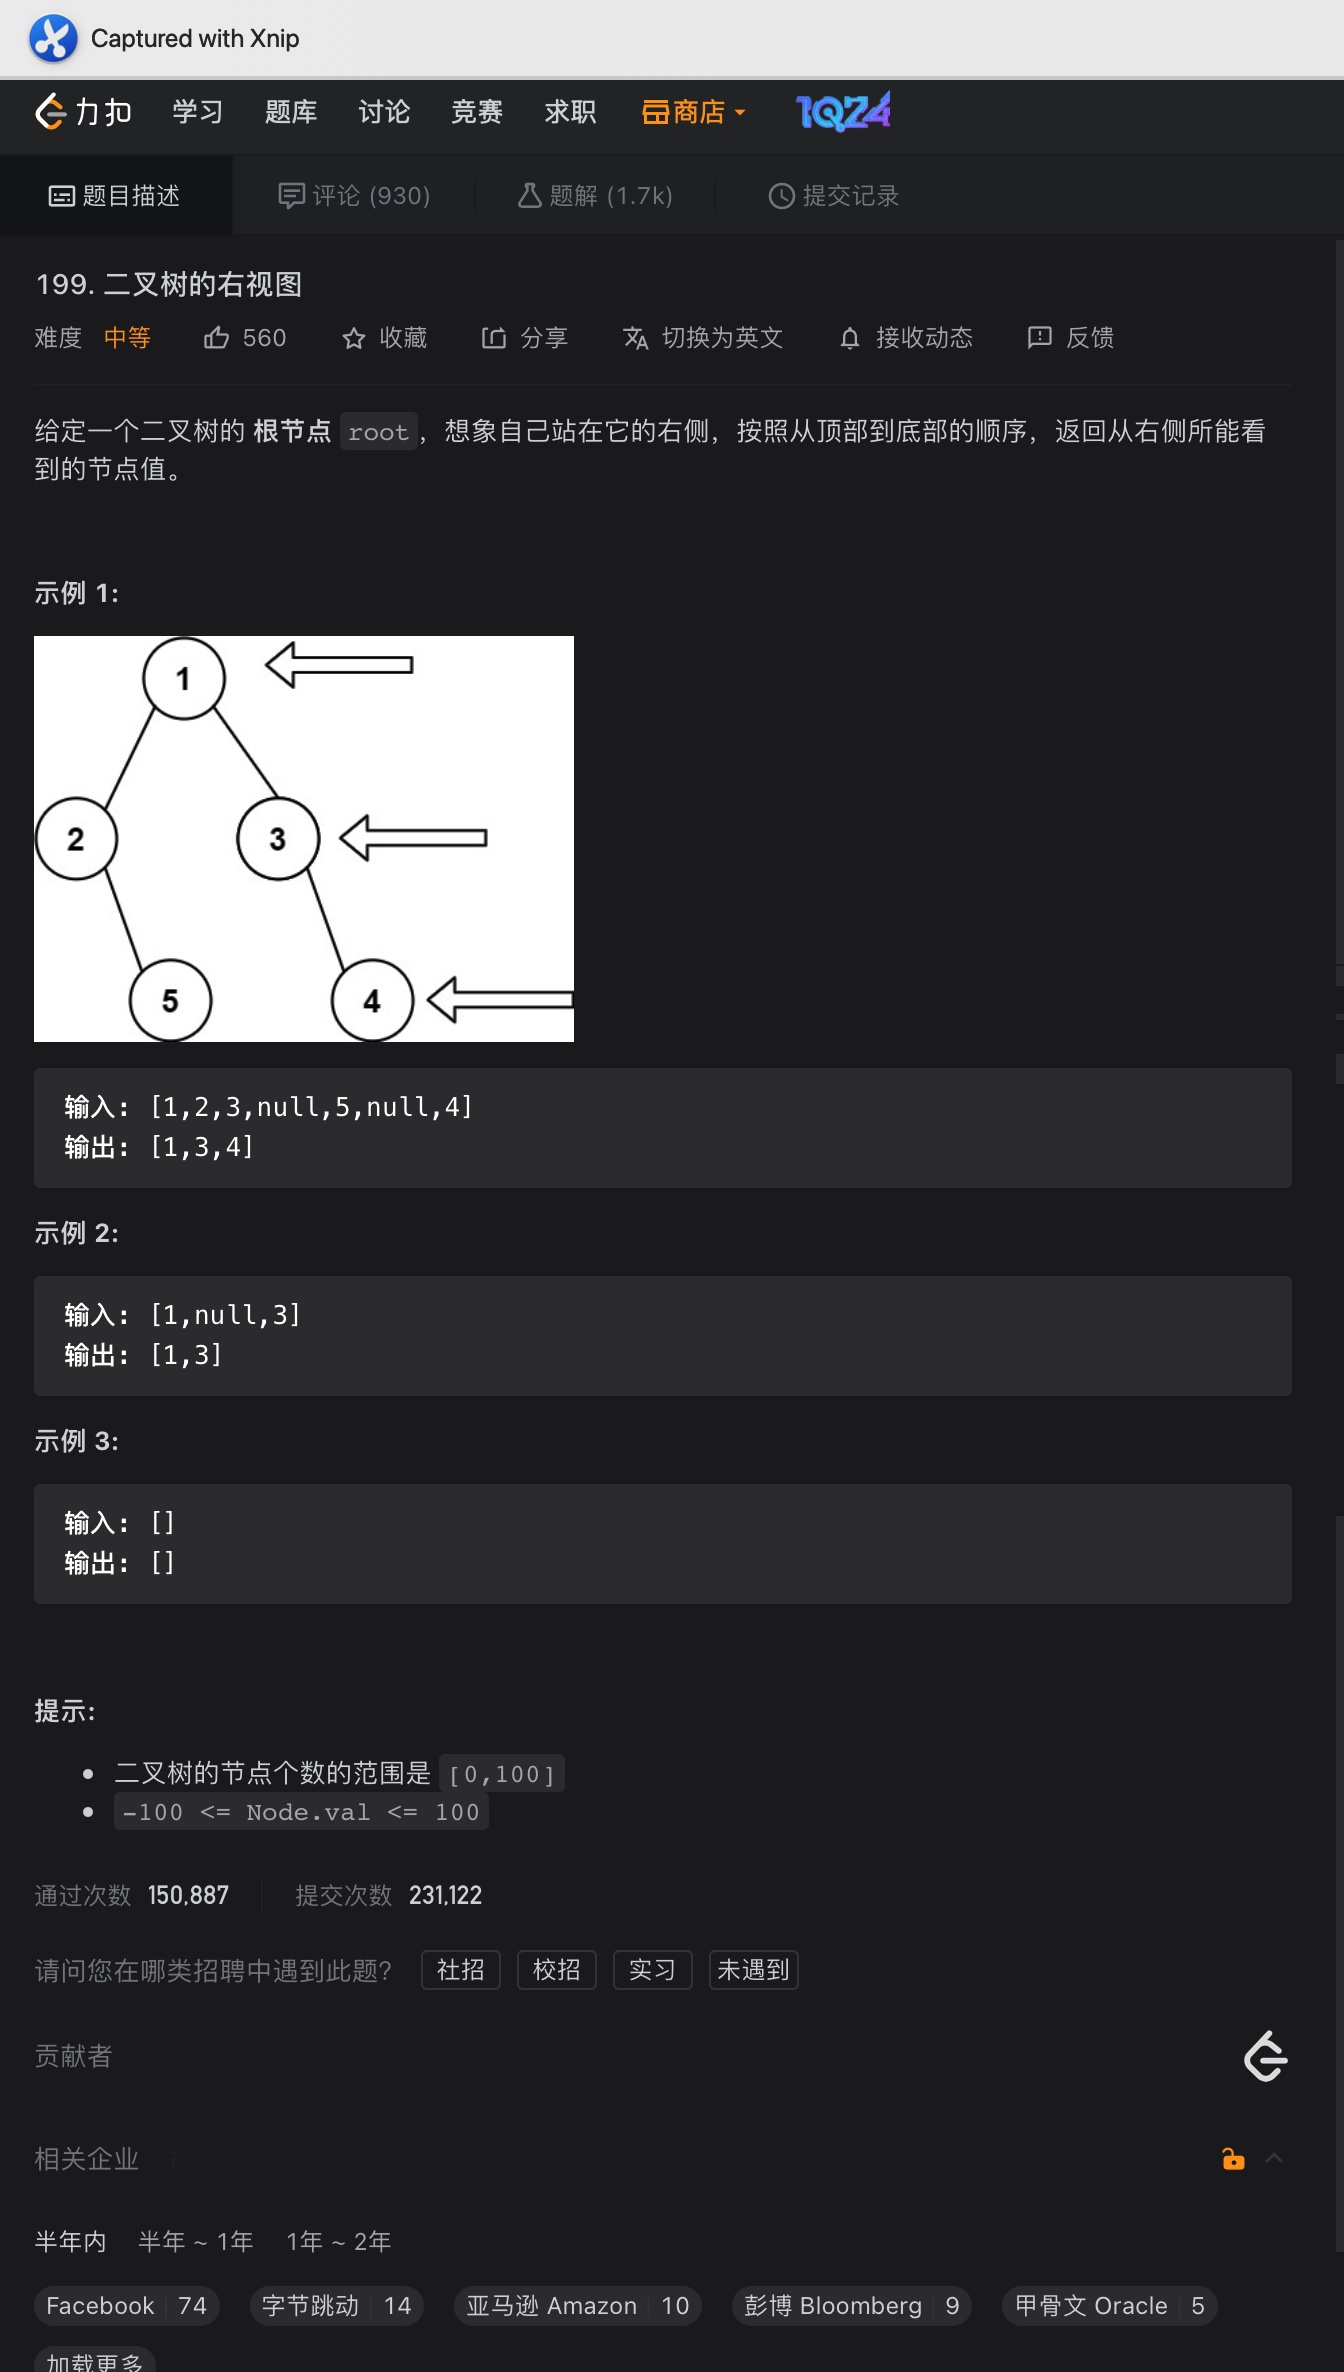 Captured with Xnip
力扣 学习 题库 讨论 竞赛 求职 商店 1024
题目描述 评论 (930) 题解 (1.7k) 提交记录
199. 二叉树的右视图
难度 中等 560 收藏 分享 切换为英文 接收动态 反馈
给定一个二叉树的 根节点 root，想象自己站在它的右侧，按照从顶部到底部的顺序，返回从右侧所能看
到的节点值。
示例 1:
1
2 3
5 4
输入: [1,2,3,null,5,null,4]
输出: [1,3,4]
示例 2:
输入: [1,null,3]
输出: [1,3]
示例 3:
输入: []
输出: []
提示:
二叉树的节点个数的范围是 [0,100]
-100 <= Node.val <= 100
通过次数 150,887 提交次数 231,122
请问您在哪类招聘中遇到此题? 社招 校招 实习 未遇到
贡献者
相关企业 i
半年内 半年 ~ 1年 1年 ~ 2年
Facebook 74 字节跳动 14 亚马逊 Amazon 10 彭博 Bloomberg 9 甲骨文 Oracle 5
加载更多